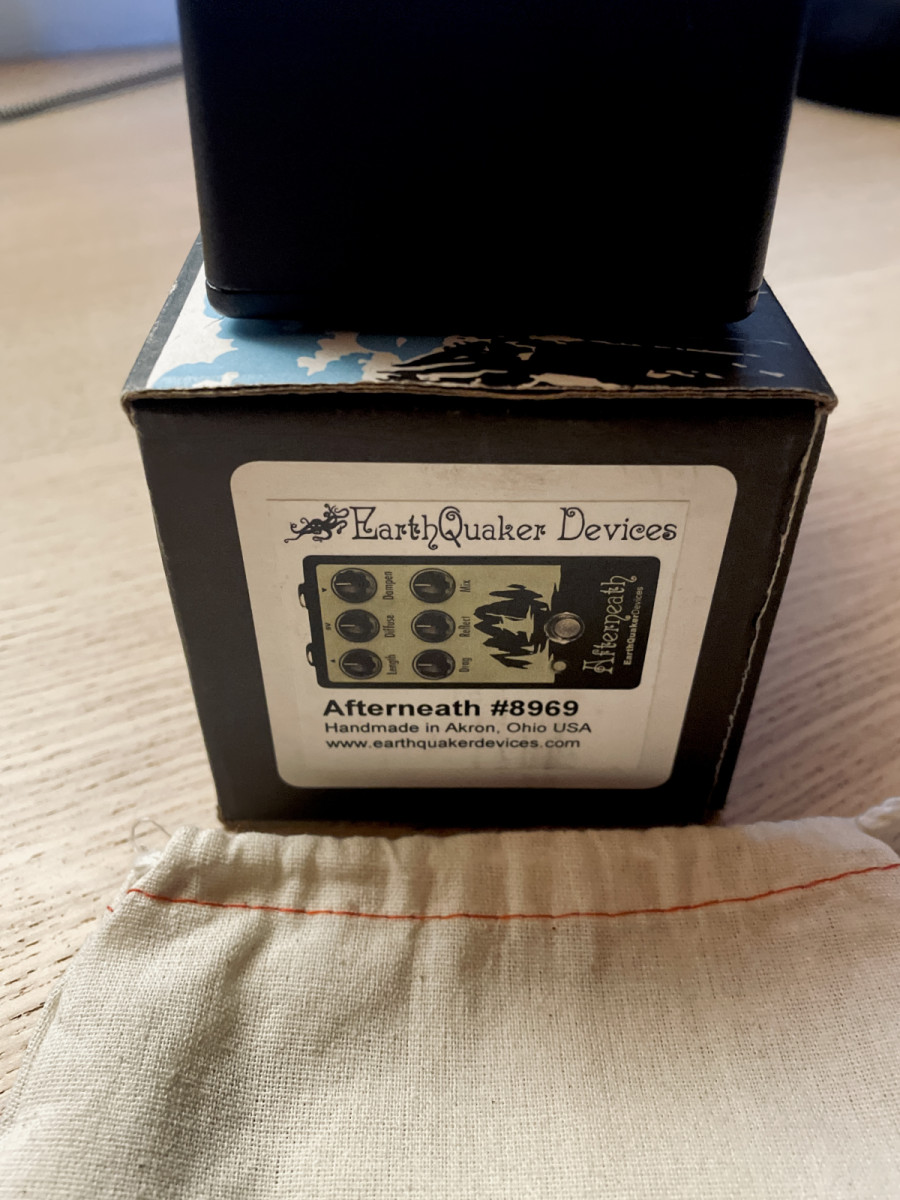 EarthQuaker Devices
Dampen
Mix
9V
Diffuse
Reflect
Length
Drag
Afterneath
EarthQuakerDevices
Afterneath #8969
Handmade in Akron, Ohio USA
www.earthquakerdevices.com